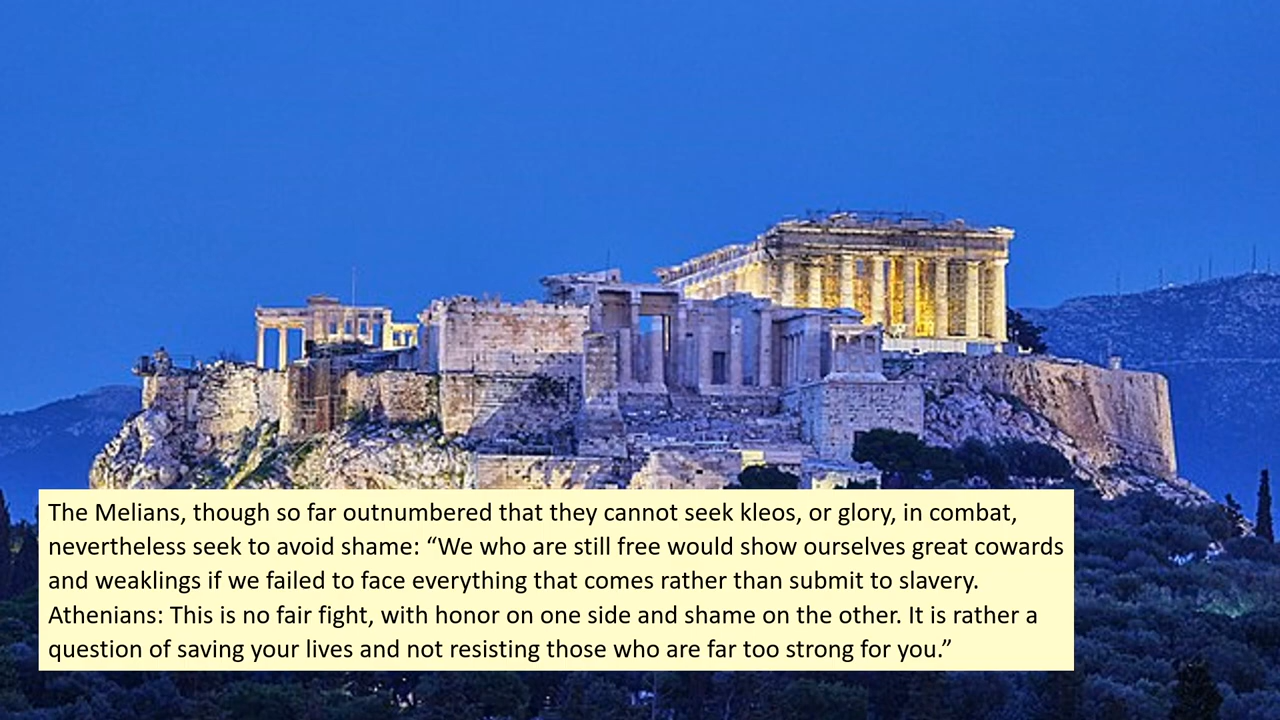 The Melians, though so far outnumbered that they cannot seek kleos, or glory, in combat,
nevertheless seek to avoid shame: “We who are still free would show ourselves great cowards
and weaklings if we failed to face everything that comes rather than submit to slavery.
Athenians: This is no fair fight, with honor on one side and shame on the other. It is rather a
question of saving your lives and not resisting those who are far too strong for you.”